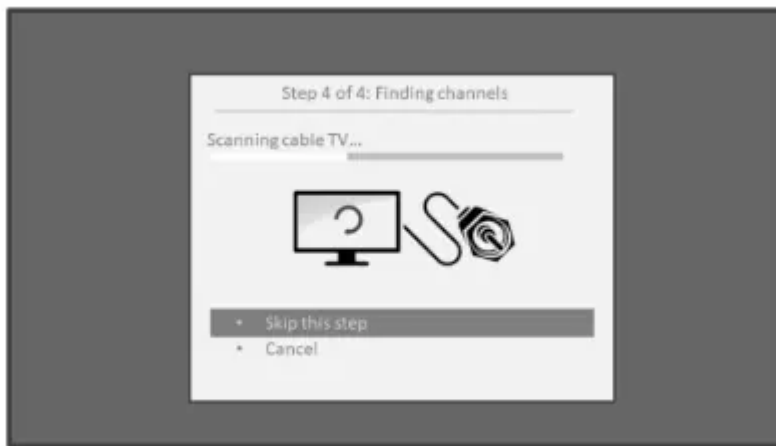 Step 4 of 4: Finding channels
Scanning cable TV...
• Skip this step
• Cancel